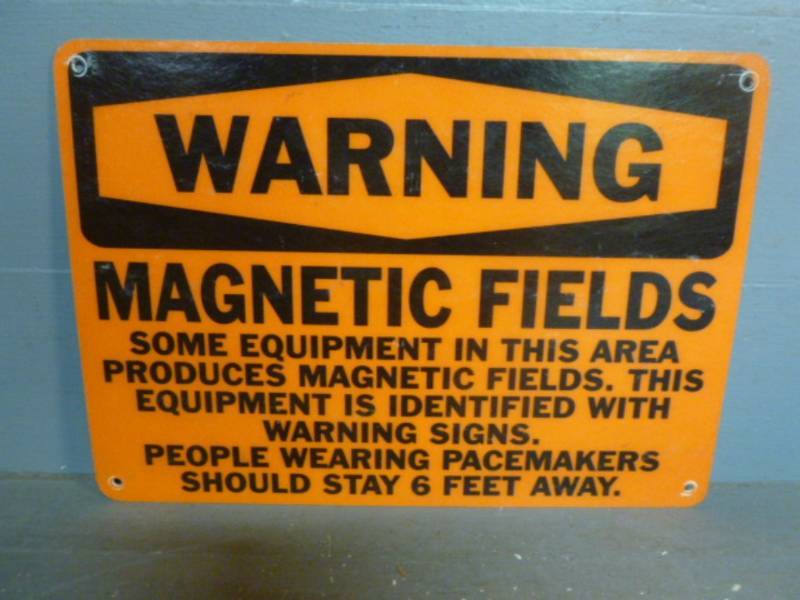 WARNING
MAGNETIC FIELDS
SOME EQUIPMENT IN THIS AREA
PRODUCES MAGNETIC FIELDS. THIS
EQUIPMENT IS IDENTIFIED WITH
WARNING SIGNS.
PEOPLE WEARING PACEMAKERS
SHOULD STAY 6 FEET AWAY.